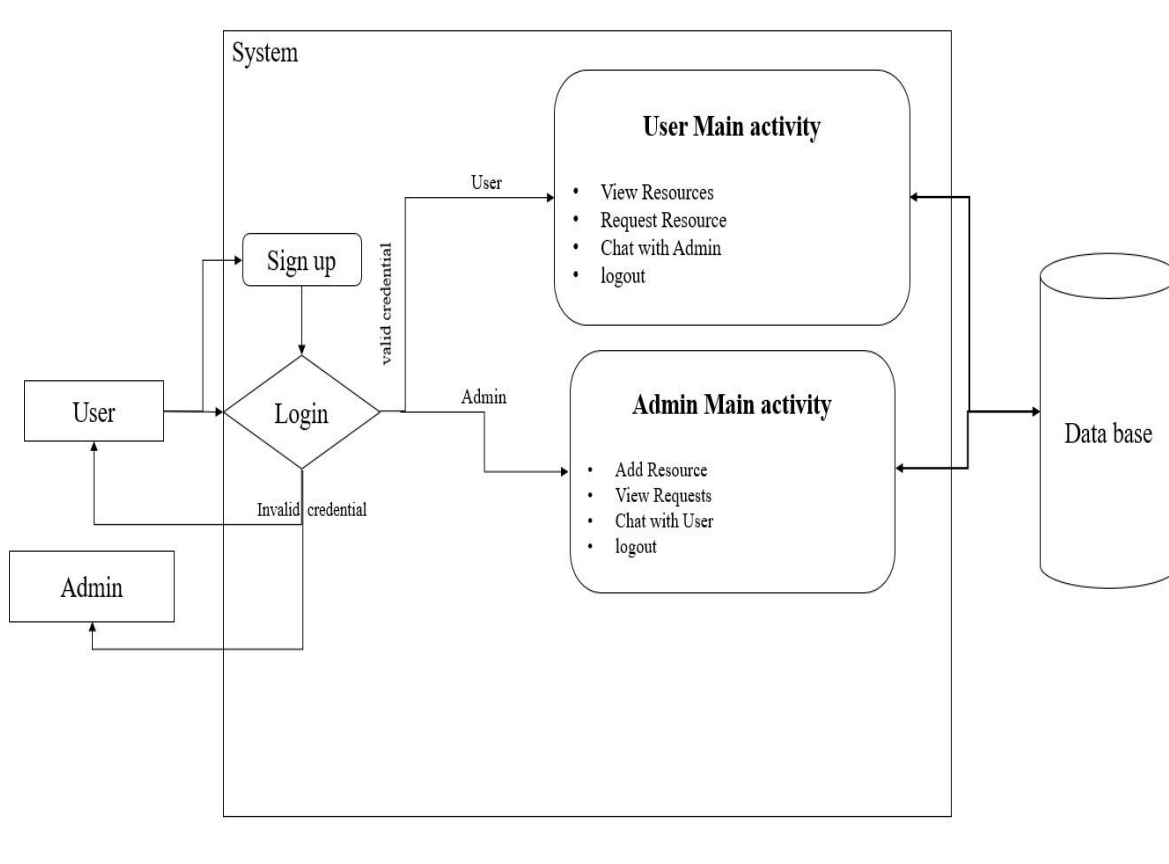 System
User Main activity
• View Resources
• Request Resource
• Chat with Admin
• logout
User
valid credential
Sign up
Login
User
Admin
Admin Main activity
• Add Resource
• View Requests
• Chat with User
• logout
Data base
Invalid credential
Admin